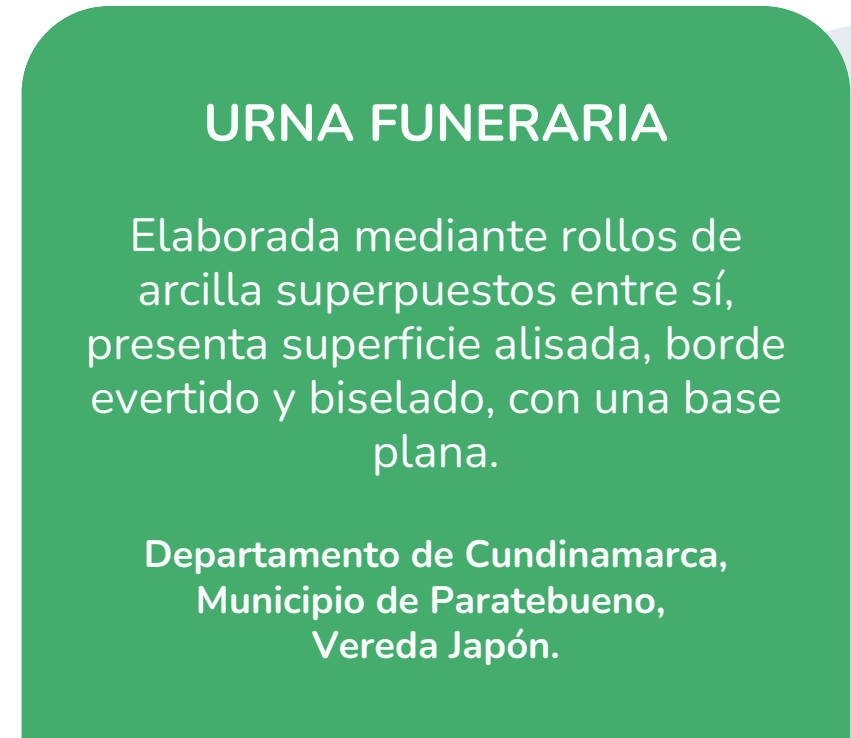 URNA FUNERARIA
Elaborada mediante rollos de
arcilla superpuestos entre sí,
presenta superficie alisada, borde
evertido y biselado, con una base
plana.
Departamento de Cundinamarca,
Municipio de Paratebueno,
Vereda Japón.